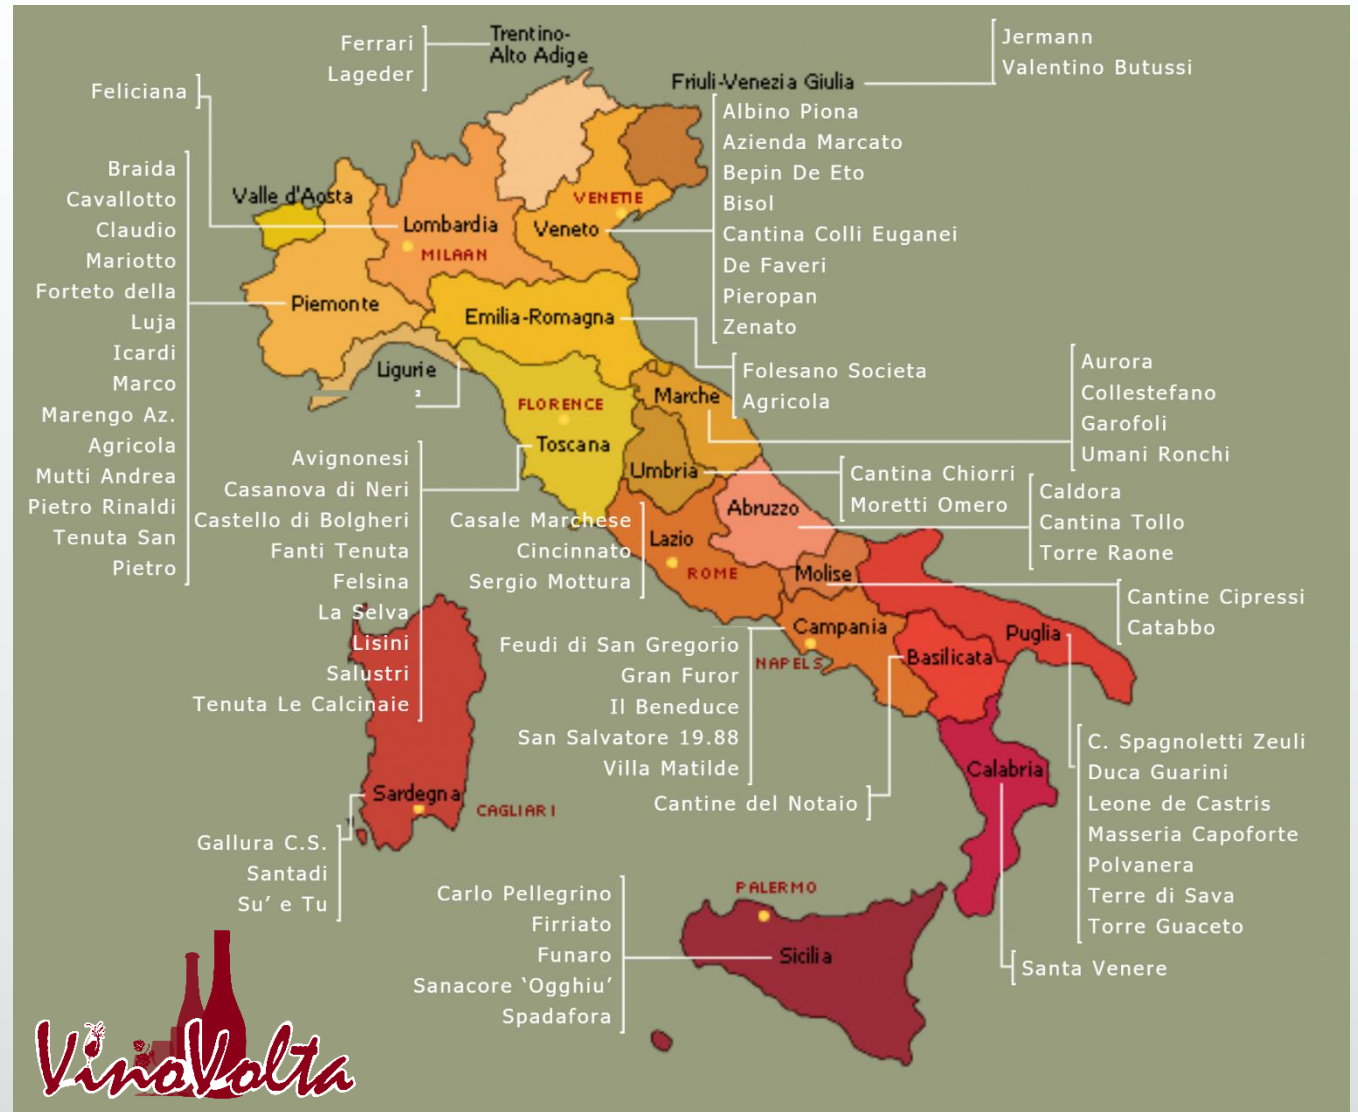 Ferrari
Lageder
Trentino-
Alto Adige
Jermann
Valentino Butussi
Friuli-Venezia Giulia
Feliciana
Albino Piona
Azienda Marcato
Bepin De Eto
Bisol
Cantina Colli Euganei
De Faveri
Pieropan
Zenato
Braida
Cavallotto
Claudio
Mariotto
Forteto della
Luja
Icardi
Marco
Marengo Az.
Agricola
Mutti Andrea
Pietro Rinaldi
Tenuta San
Pietro
Valle d'Aosta
Lombardia
MILAAN
VENETIE
Veneto
Piemonte
Emilia-Romagna
Ligurie
Folesano Societa
Agricola
Aurora
Collestefano
Garofoli
Umani Ronchi
Marche
FLORENCE
Toscana
Umbria
Avignonesi
Casanova di Neri
Castello di Bolgheri
Fanti Tenuta
Felsina
La Selva
Lisini
Salustri
Tenuta Le Calcinaie
Cantina Chiorri
Moretti Omero
Caldora
Cantina Tollo
Torre Raone
Abruzzo
Casale Marchese
Cincinnato
Sergio Mottura
Lazio
ROME
Molise
Cantine Cipressi
Catabbo
Campania
NAPELS
Feudi di San Gregorio
Gran Furor
Il Beneduce
San Salvatore 19.88
Villa Matilde
Puglia
Basilicata
Cantine del Notaio
C. Spagnoletti Zeuli
Duca Guarini
Leone de Castris
Masseria Capoforte
Polvanera
Terre di Sava
Torre Guaceto
Calabria
Santa Venere
Sardegna
CAGLIARI
Gallura C.S.
Santadi
Su’ e Tu
Carlo Pellegrino
Firriato
Funaro
Sanacore ‘Ogghiu’
Spadafora
PALERMO
Sicilia
VinoVolta